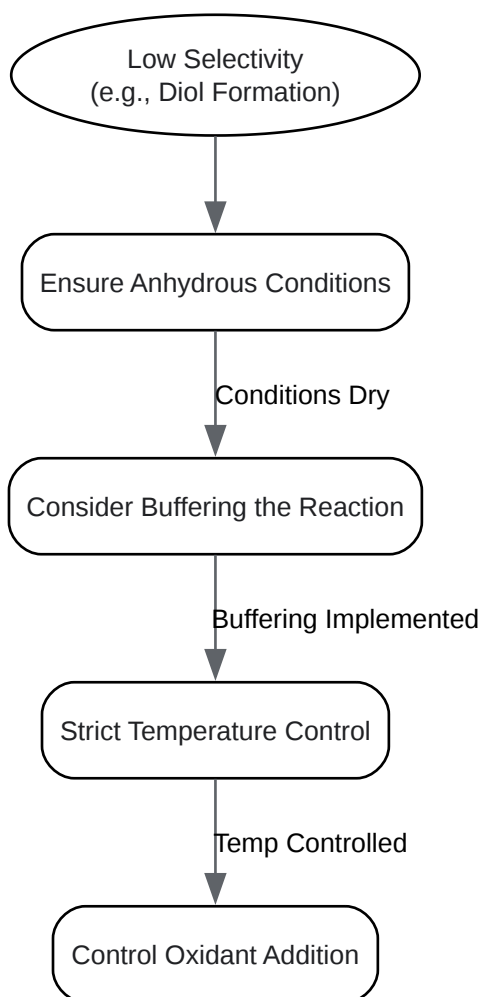 Low Selectivity
(e.g., Diol Formation)
Ensure Anhydrous Conditions
Conditions Dry
Consider Buffering the Reaction
Buffering Implemented
Strict Temperature Control
Temp Controlled
Control Oxidant Addition